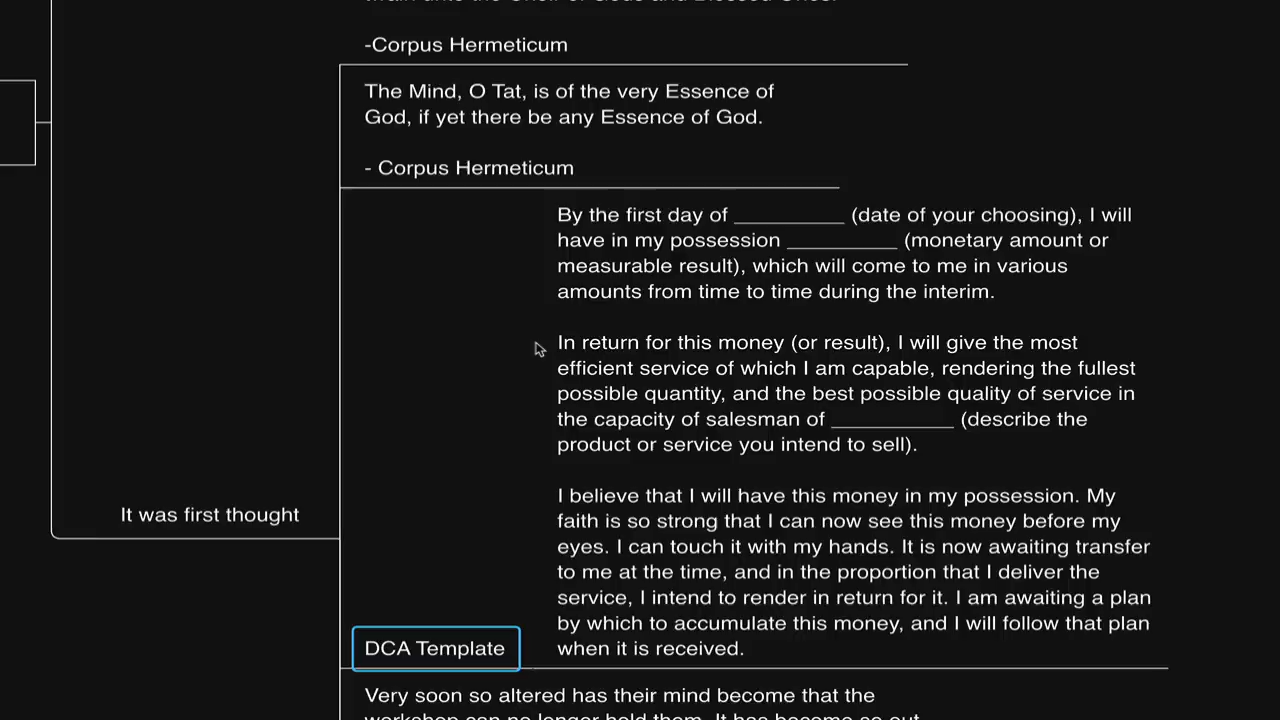 -Corpus Hermeticum
The Mind, O Tat, is of the very Essence of
God, if yet there be any Essence of God.
- Corpus Hermeticum
By the first day of __________ (date of your choosing), I will
have in my possession __________ (monetary amount or
measurable result), which will come to me in various
amounts from time to time during the interim.
In return for this money (or result), I will give the most
efficient service of which I am capable, rendering the fullest
possible quantity, and the best possible quality of service in
the capacity of salesman of ___________ (describe the
product or service you intend to sell).
I believe that I will have this money in my possession. My
faith is so strong that I can now see this money before my
eyes. I can touch it with my hands. It is now awaiting transfer
to me at the time, and in the proportion that I deliver the
service, I intend to render in return for it. I am awaiting a plan
by which to accumulate this money, and I will follow that plan
when it is received.
It was first thought
DCA Template
Very soon so altered has their mind become that the